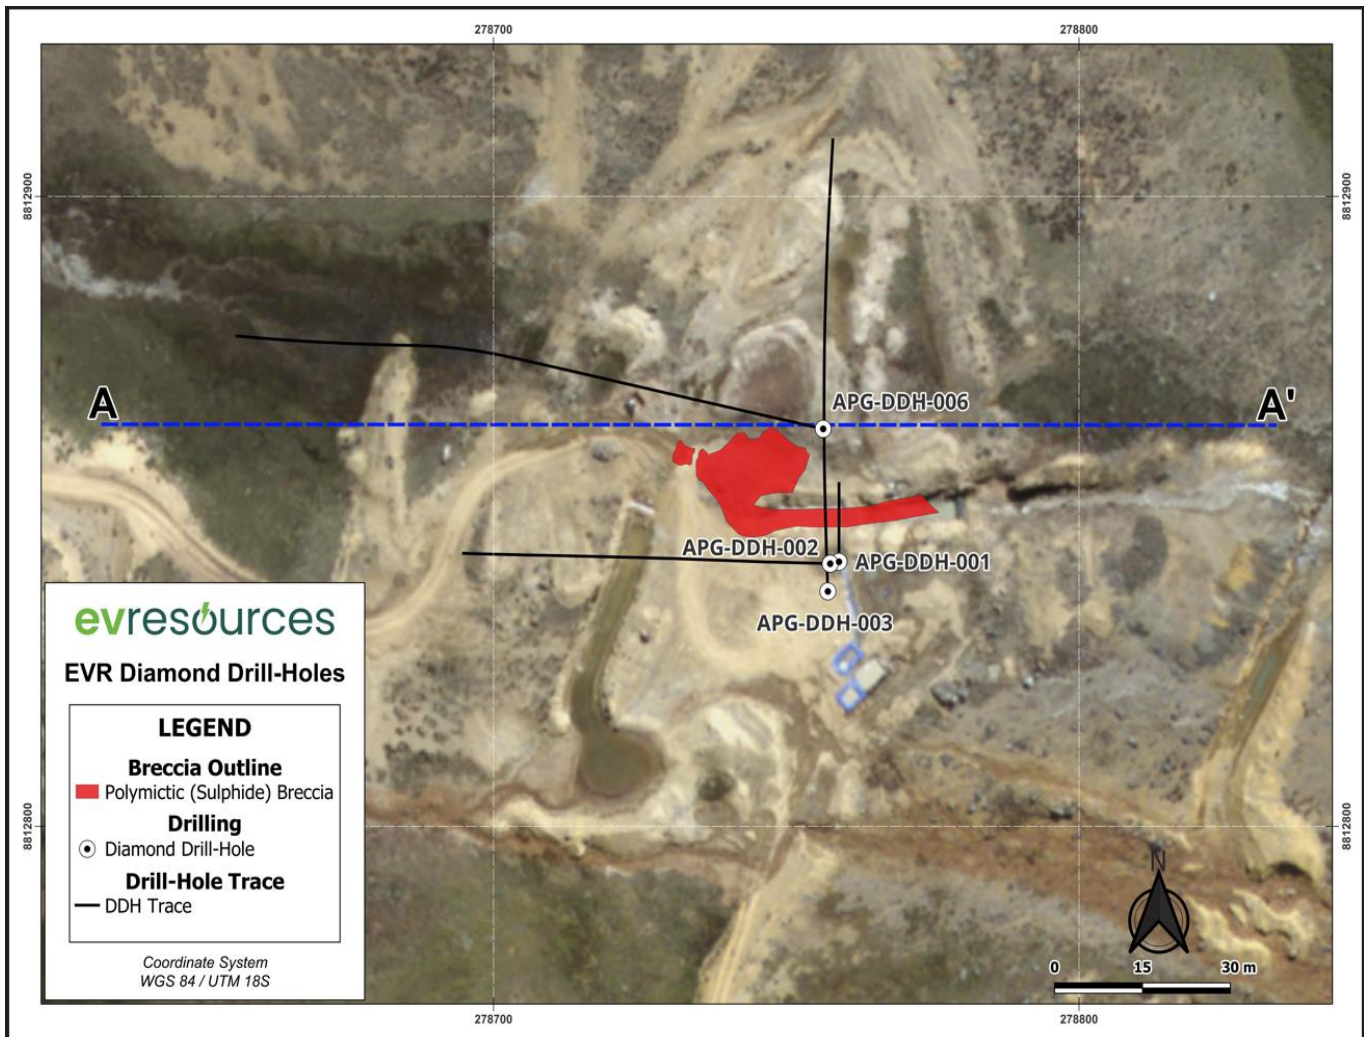 278700
278800
8812900
8812900
A
A'
APG-DDH-006
APG-DDH-002
APG-DDH-001
APG-DDH-003
evresources
EVR Diamond Drill-Holes
LEGEND
Breccia Outline
Polymictic (Sulphide) Breccia
Drilling
Diamond Drill-Hole
Drill-Hole Trace
DDH Trace
Coordinate System
WGS 84 / UTM 18S
8812800
8812800
N
0 15 30 m
278700
278800